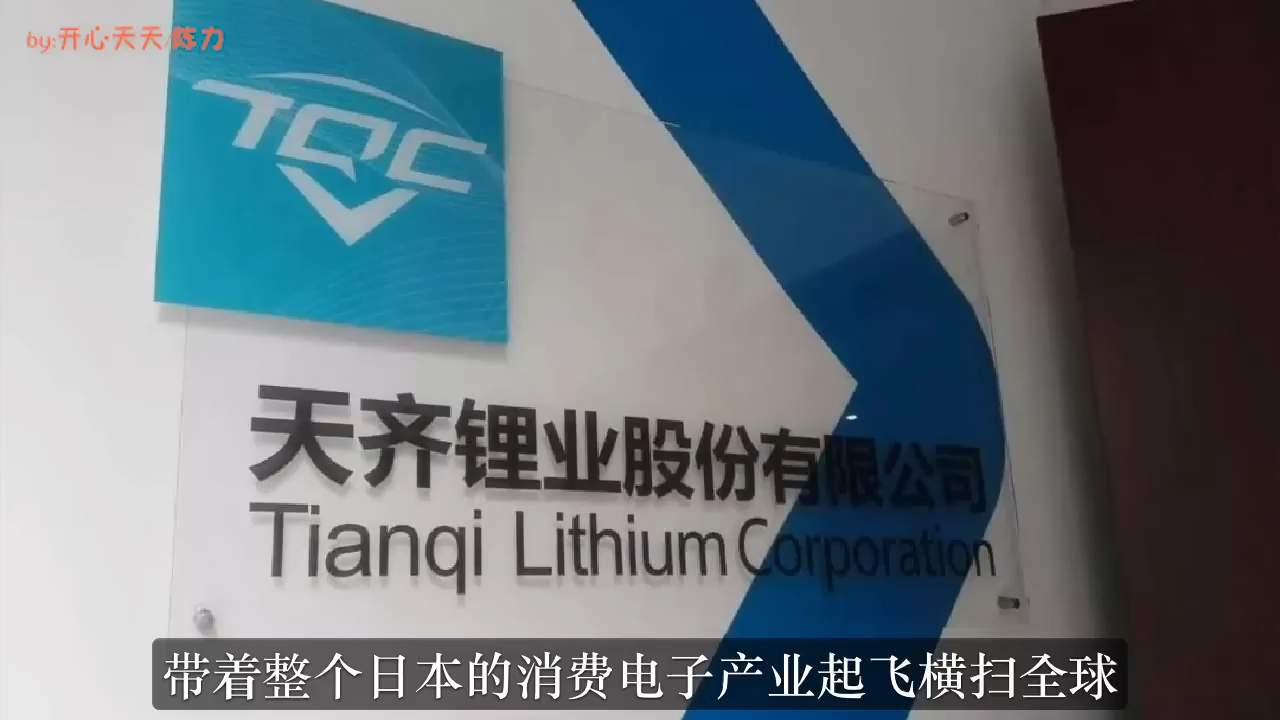 by:开心天天/陈力
TQC
天齐锂业股份有限公司
Tianqi Lithium Corporation
带着整个日本的消费电子产业起飞横扫全球